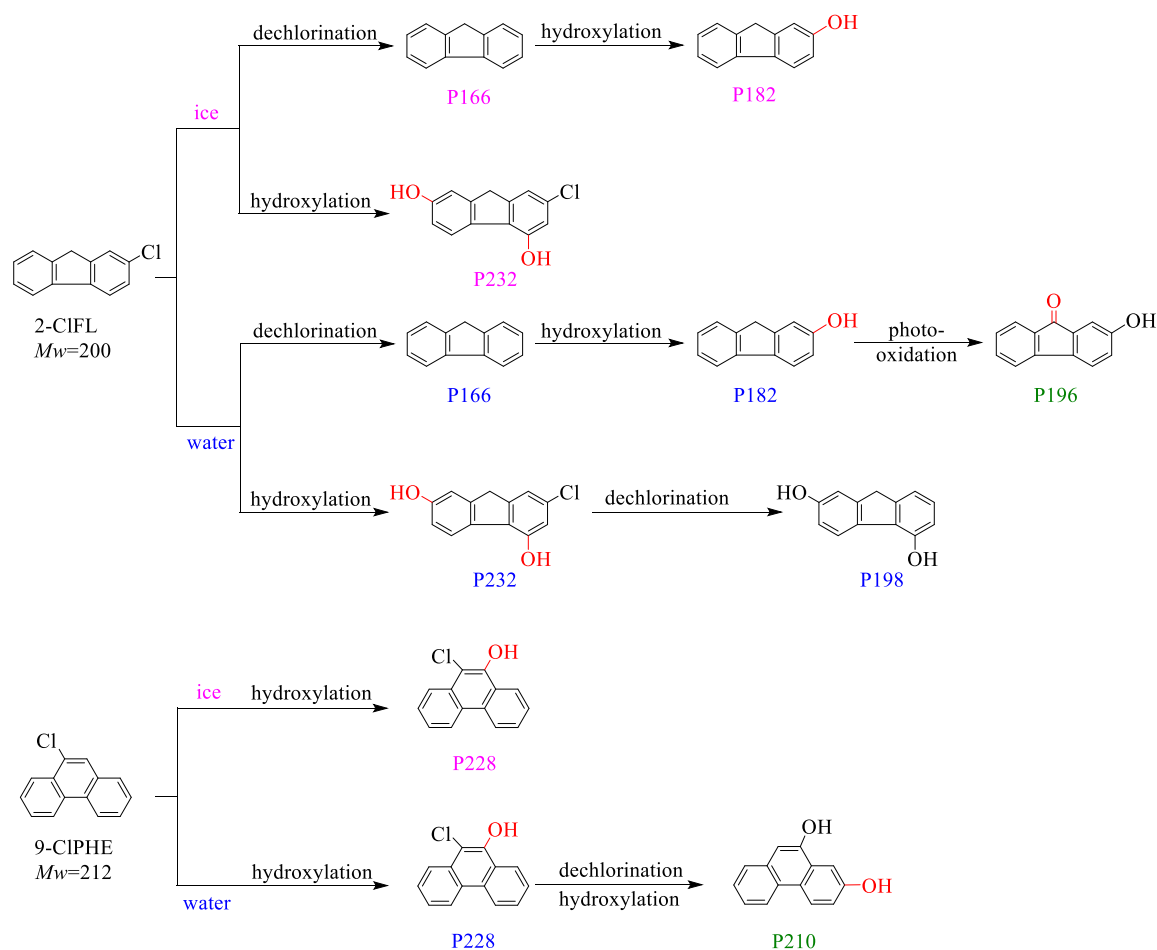 dechlorination
hydroxylation
OH
P166
P182
ice
hydroxylation
HO
Cl
OH
P232
Cl
2-ClFL
Mw=200
dechlorination
hydroxylation
OH
photo-
oxidation
O
OH
P166
P182
P196
water
hydroxylation
HO
Cl
OH
dechlorination
HO
OH
P232
P198
ice
hydroxylation
Cl
OH
P228
Cl
9-ClPHE
Mw=212
water
hydroxylation
Cl
OH
dechlorination
hydroxylation
OH
OH
P228
P210